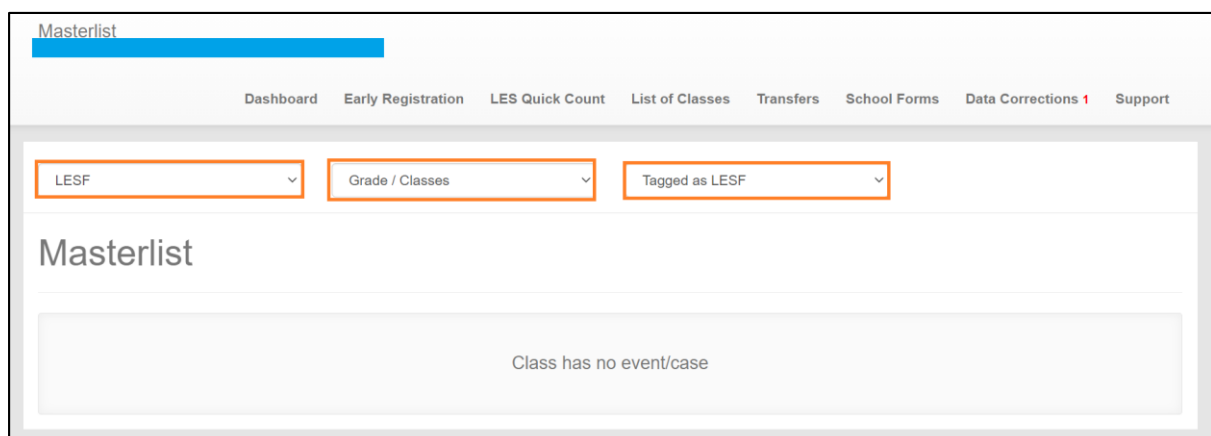 Masterlist
Dashboard Early Registration LES Quick Count List of Classes Transfers School Forms Data Corrections 1 Support
LESF Grade / Classes Tagged as LESF
Masterlist
Class has no event/case